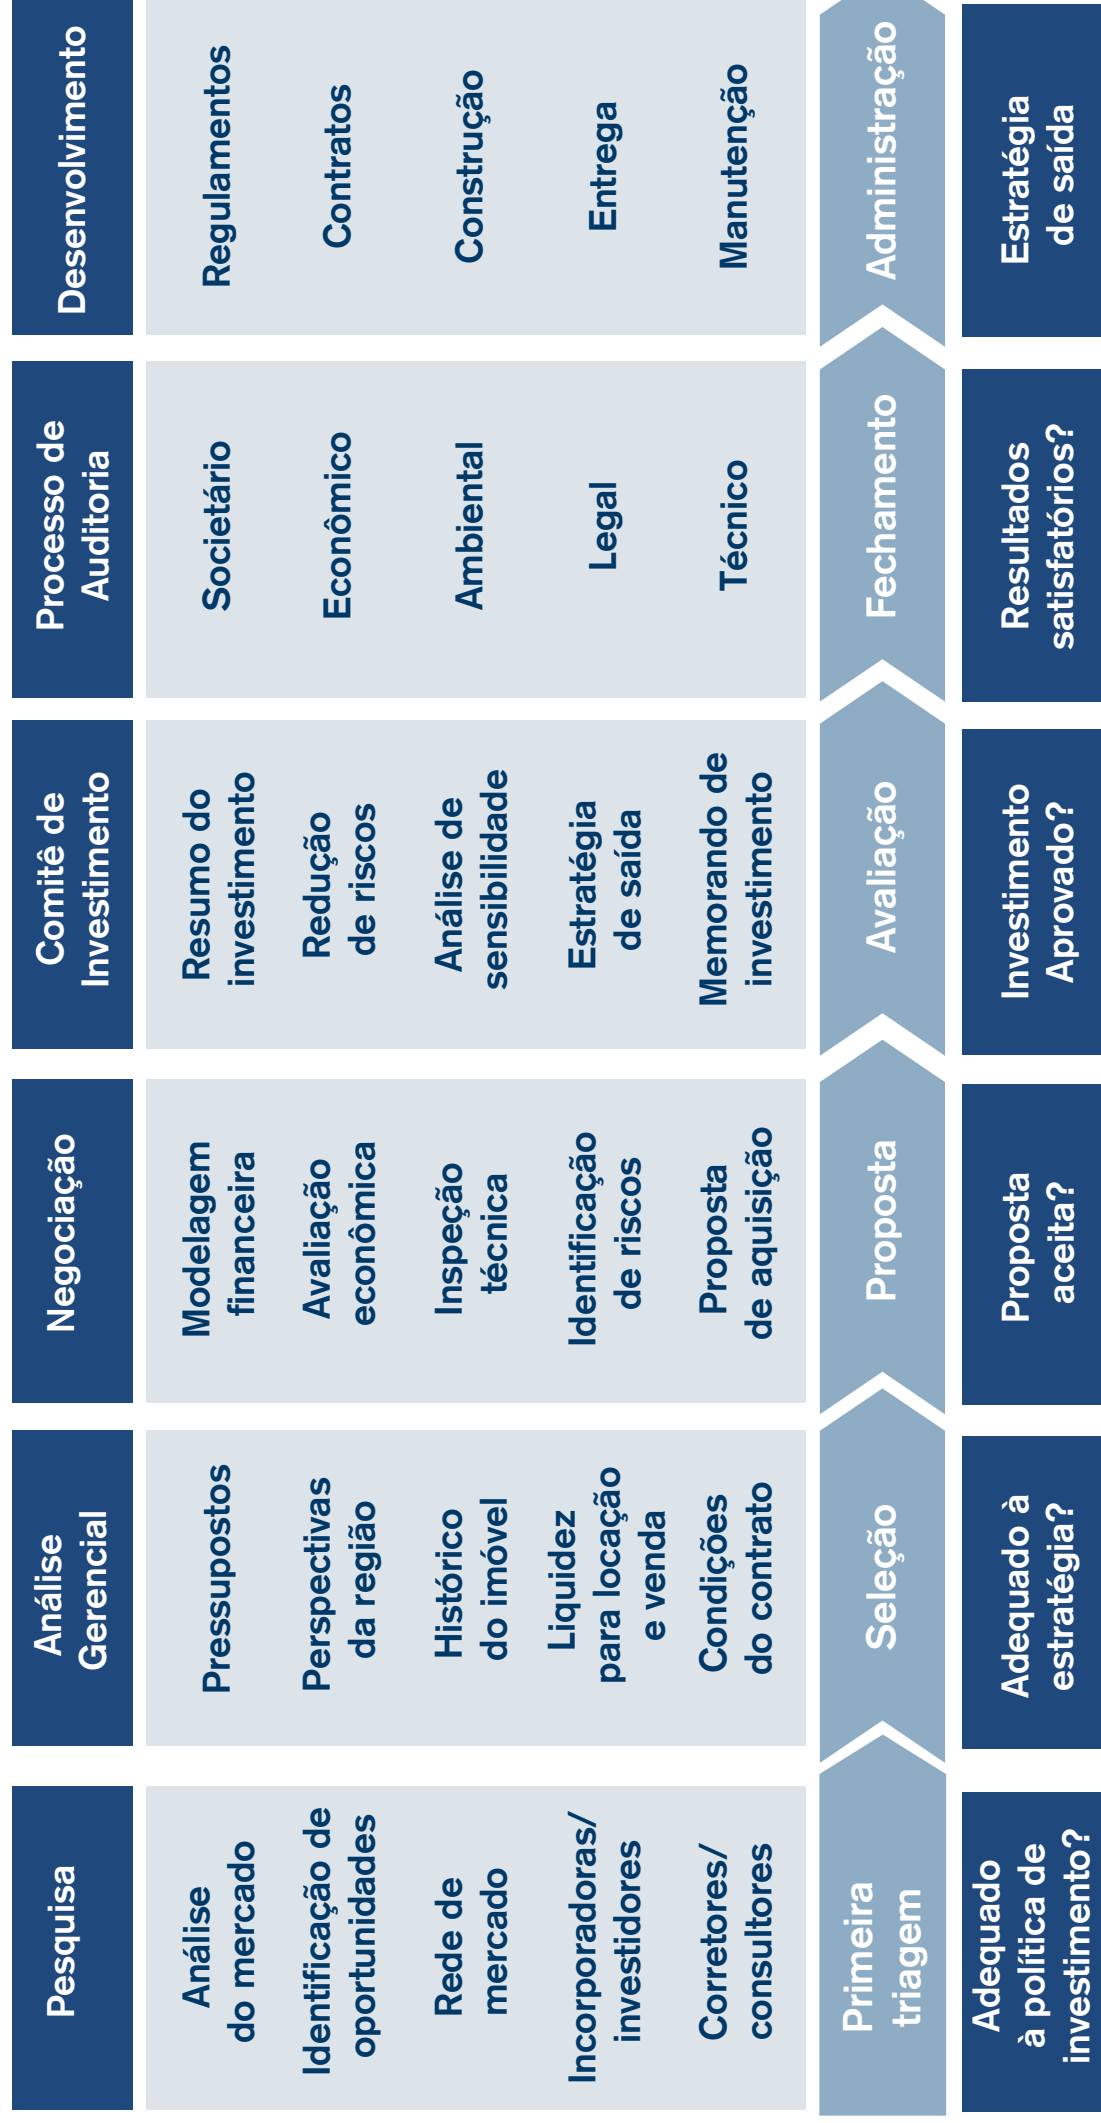 Pesquisa
Análise
do mercado
Identificação de
oportunidades
Rede de
mercado
Incorporadoras/
investidores
Corretores/
consultores
Primeira
triagem
Adequado
à política de
investimento?
Análise
Gerencial
Pressupostos
Perspectivas
da região
Histórico
do imóvel
Liquidez
para locação
e venda
Condições
do contrato
Seleção
Adequado à
estratégia?
Negociação
Modelagem
financeira
Avaliação
econômica
Inspeção
técnica
Identificação
de riscos
Proposta
de aquisição
Proposta
Proposta
aceita?
Comitê de
Investimento
Resumo do
investimento
Redução
de riscos
Análise de
sensibilidade
Estratégia
de saída
Memorando de
investimento
Avaliação
Investimento
Aprovado?
Processo de
Auditoria
Societário
Econômico
Ambiental
Legal
Técnico
Fechamento
Resultados
satisfatórios?
Desenvolvimento
Regulamentos
Contratos
Construção
Entrega
Manutenção
Administração
Estratégia
de saída